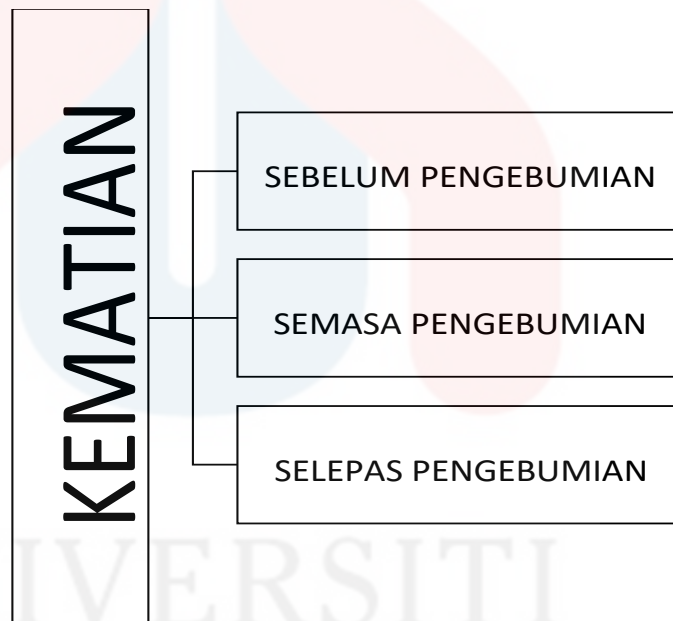 KEMATIAN
SEBELUM PENGEBUMIAN
SEMASA PENGEBUMIAN
SELEPAS PENGEBUMIAN
IVERSITI